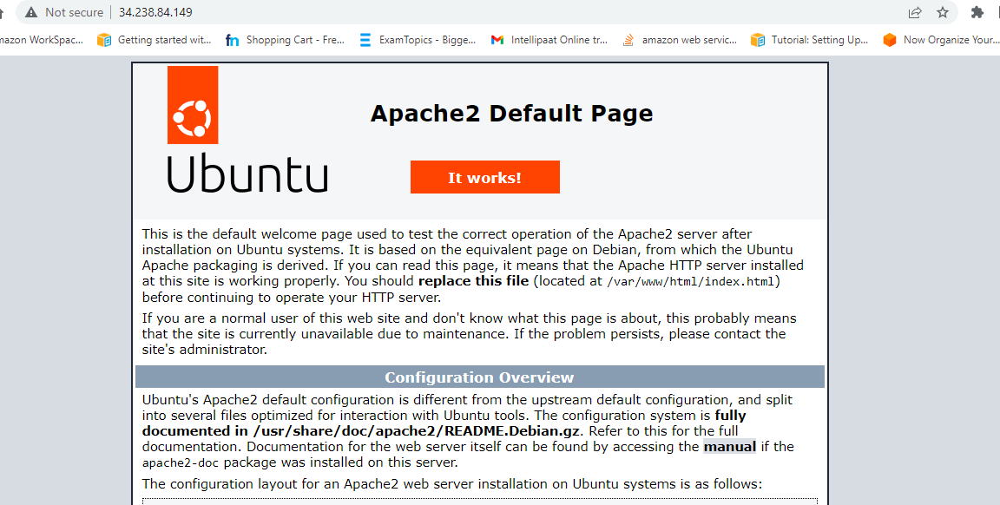 Not secure | 34.238.84.149
mazon WorkSpac... Getting started wit... fn Shopping Cart - Fre... ExamTopics - Bigge... Intellipaat Online tr... amazon web servic... Tutorial: Setting Up,... Now Organize Your...
Apache2 Default Page
Ubuntu
It works!
This is the default welcome page used to test the correct operation of the Apache2 server after
installation on Ubuntu systems. It is based on the equivalent page on Debian, from which the Ubuntu
Apache packaging is derived. If you can read this page, it means that the Apache HTTP server installed
at this site is working properly. You should replace this file (located at /var/www/html/index.html)
before continuing to operate your HTTP server.
If you are a normal user of this web site and don't know what this page is about, this probably means
that the site is currently unavailable due to maintenance. If the problem persists, please contact the
site's administrator.
Configuration Overview
Ubuntu's Apache2 default configuration is different from the upstream default configuration, and split
into several files optimized for interaction with Ubuntu tools. The configuration system is fully
documented in /usr/share/doc/apache2/README.Debian.gz. Refer to this for the full
documentation. Documentation for the web server itself can be found by accessing the manual if the
apache2-doc package was installed on this server.
The configuration layout for an Apache2 web server installation on Ubuntu systems is as follows: